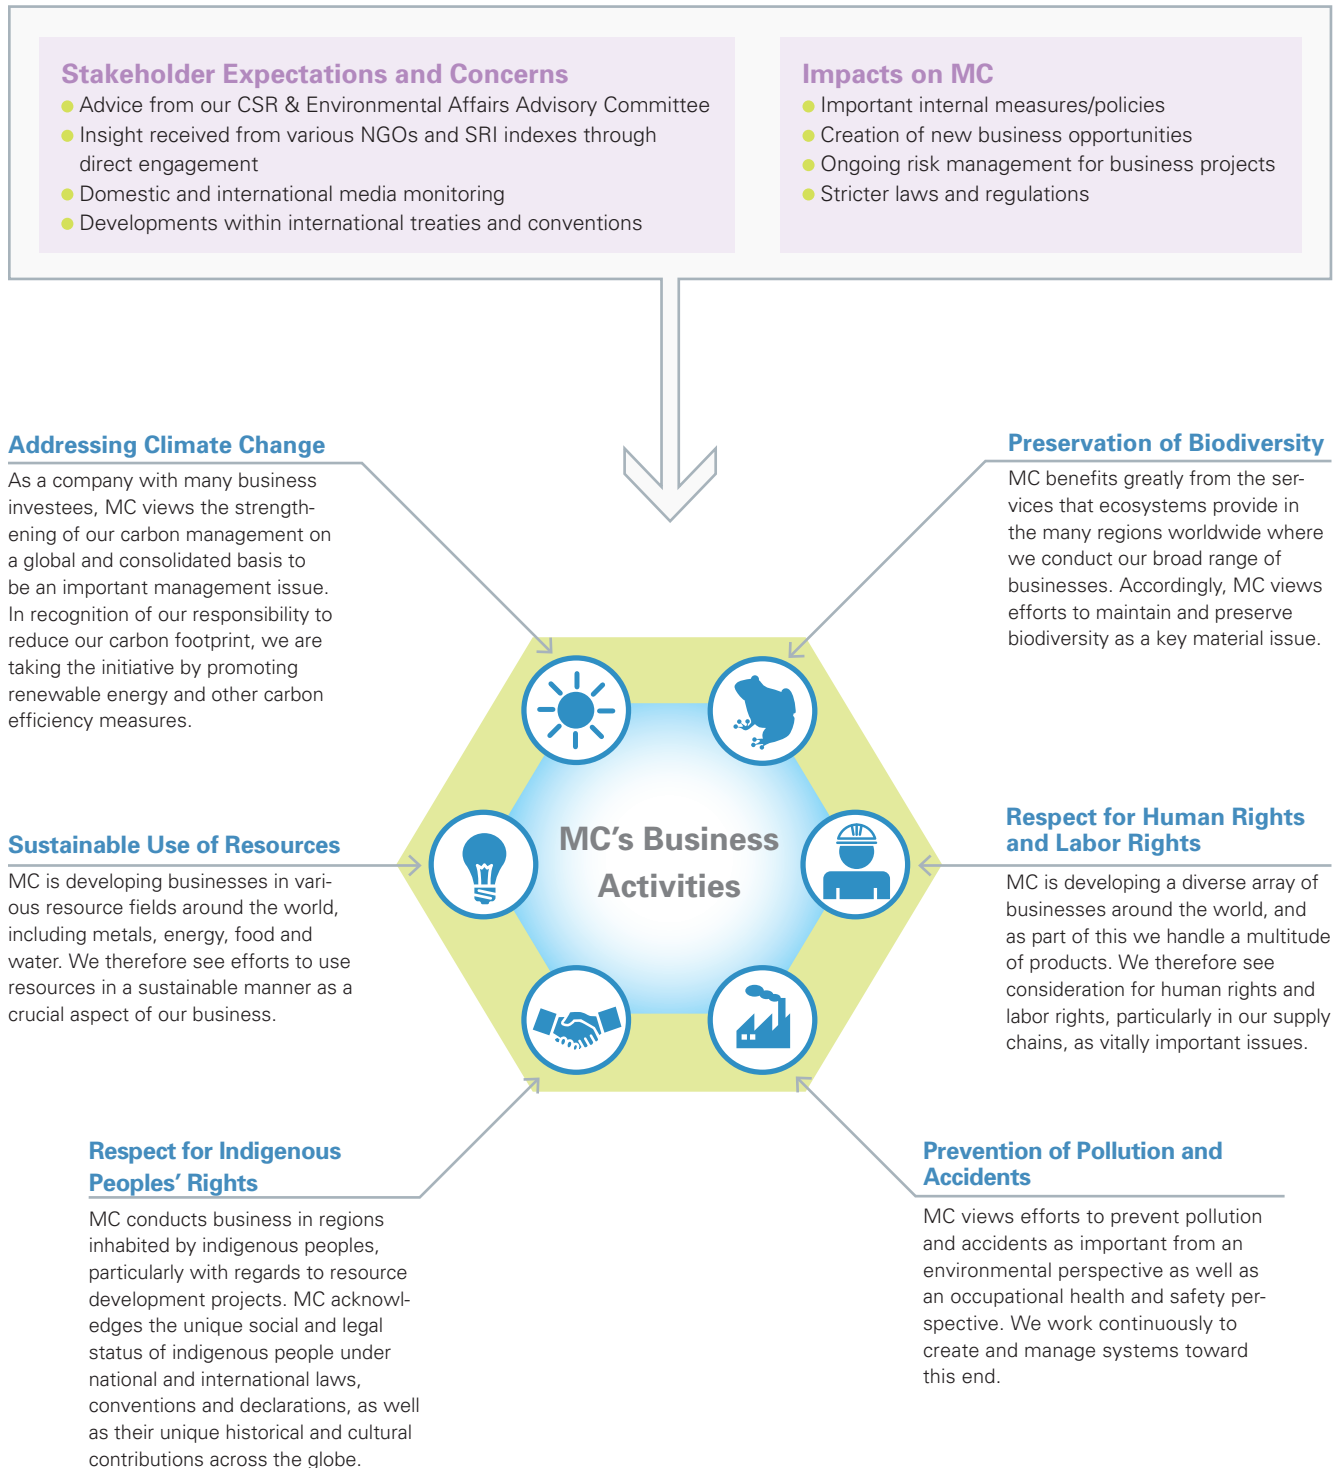 Stakeholder Expectations and Concerns
Advice from our CSR & Environmental Affairs Advisory Committee
Insight received from various NGOs and SRI indexes through
direct engagement
Domestic and international media monitoring
Developments within international treaties and conventions
Impacts on MC
Important internal measures/policies
Creation of new business opportunities
Ongoing risk management for business projects
Stricter laws and regulations
Addressing Climate Change
As a company with many business
investees, MC views the strength-
ening of our carbon management on
a global and consolidated basis to
be an important management issue.
In recognition of our responsibility to
reduce our carbon footprint, we are
taking the initiative by promoting
renewable energy and other carbon
efficiency measures.
Preservation of Biodiversity
MC benefits greatly from the ser-
vices that ecosystems provide in
the many regions worldwide where
we conduct our broad range of
businesses. Accordingly, MC views
efforts to maintain and preserve
biodiversity as a key material issue.
MC's Business
Activities
Sustainable Use of Resources
MC is developing businesses in vari-
ous resource fields around the world,
including metals, energy, food and
water. We therefore see efforts to use
resources in a sustainable manner as a
crucial aspect of our business.
Respect for Human Rights
and Labor Rights
MC is developing a diverse array of
businesses around the world, and
as part of this we handle a multitude
of products. We therefore see
consideration for human rights and
labor rights, particularly in our supply
chains, as vitally important issues.
Respect for Indigenous
Peoples' Rights
MC conducts business in regions
inhabited by indigenous peoples,
particularly with regards to resource
development projects. MC acknowl-
edges the unique social and legal
status of indigenous people under
national and international laws,
conventions and declarations, as well
as their unique historical and cultural
contributions across the globe.
Prevention of Pollution and
Accidents
MC views efforts to prevent pollution
and accidents as important from an
environmental perspective as well as
an occupational health and safety per-
spective. We work continuously to
create and manage systems toward
this end.